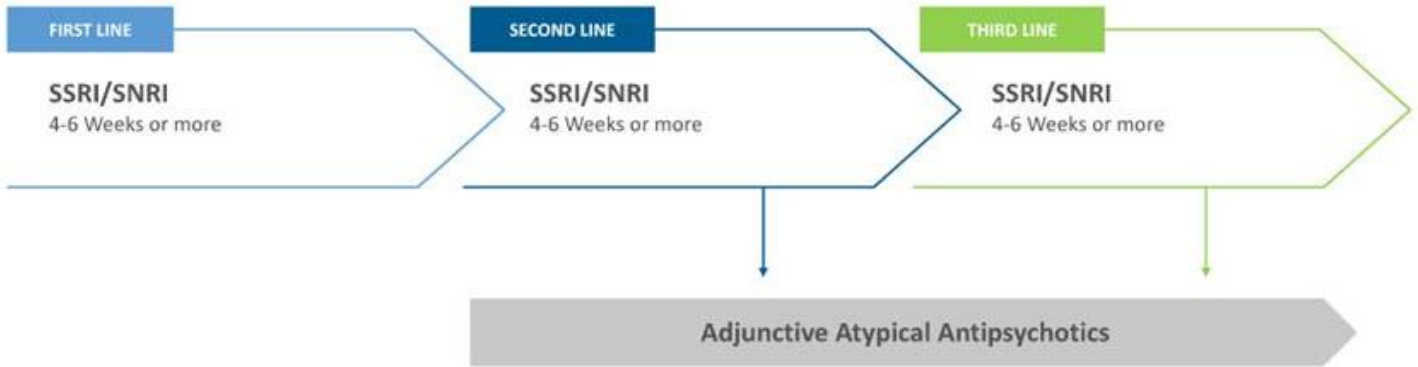 FIRST LINE
SSRI/SNRI
4-6 Weeks or more
SECOND LINE
SSRI/SNRI
4-6 Weeks or more
THIRD LINE
SSRI/SNRI
4-6 Weeks or more
Adjunctive Atypical Antipsychotics